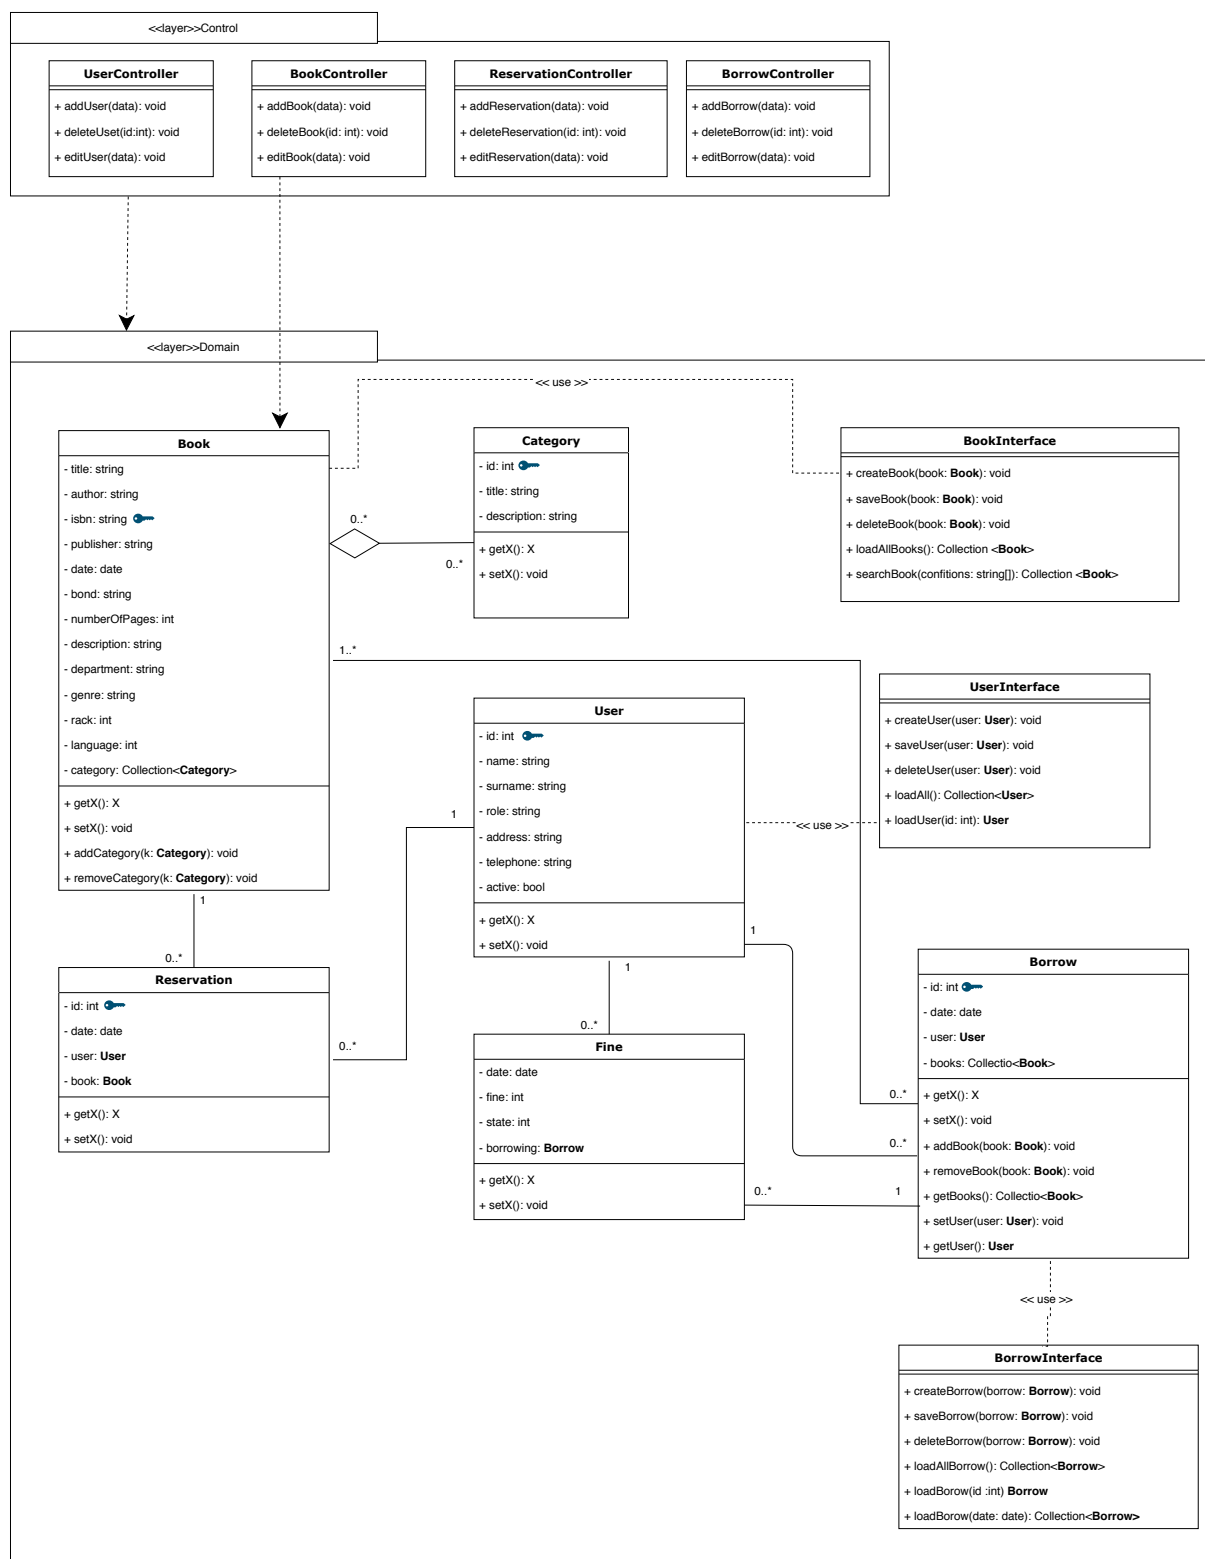 <<layer>>Control
UserController
+ addUser(data): void
+ deleteUset(id:int): void
+ editUser(data): void
BookController
+ addBook(data): void
+ deleteBook(id: int): void
+ editBook(data): void
ReservationController
+ addReservation(data): void
+ deleteReservation(id: int): void
+ editReservation(data): void
BorrowController
+ addBorrow(data): void
+ deleteBorrow(id: int): void
+ editBorrow(data): void
<<layer>>Domain
<< use >>
Book
- title: string
- author: string
- isbn: string
- publisher: string
- date: date
- bond: string
- numberOfPages: int
- description: string
- department: string
- genre: string
- rack: int
- language: int
- category: Collection<Category>
+ getX(): X
+ setX(): void
+ addCategory(k: Category): void
+ removeCategory(k: Category): void
0..*
0..*
Category
- id: int
- title: string
- description: string
+ getX(): X
+ setX(): void
BookInterface
+ createBook(book: Book): void
+ saveBook(book: Book): void
+ deleteBook(book: Book): void
+ loadAllBooks(): Collection <Book>
+ searchBook(confitions: string[]): Collection <Book>
1..*
User
- id: int
- name: string
- surname: string
- role: string
- address: string
- telephone: string
- active: bool
+ getX(): X
+ setX(): void
<< use >>
UserInterface
+ createUser(user: User): void
+ saveUser(user: User): void
+ deleteUser(user: User): void
+ loadAll(): Collection<User>
+ loadUser(id: int): User
1
1
0..*
1
1
0..*
0..*
Reservation
- id: int
- date: date
- user: User
- book: Book
+ getX(): X
+ setX(): void
Fine
- date: date
- fine: int
- state: int
- borrowing: Borrow
+ getX(): X
+ setX(): void
0..*
0..*
0..*
1
Borrow
- id: int
- date: date
- user: User
- books: Collectio<Book>
+ getX(): X
+ setX(): void
+ addBook(book: Book): void
+ removeBook(book: Book): void
+ getBooks(): Collectio<Book>
+ setUser(user: User): void
+ getUser(): User
<< use >>
BorrowInterface
+ createBorrow(borrow: Borrow): void
+ saveBorrow(borrow: Borrow): void
+ deleteBorrow(borrow: Borrow): void
+ loadAllBorrow(): Collection<Borrow>
+ loadBorow(id :int) Borrow
+ loadBorow(date: date): Collection<Borrow>